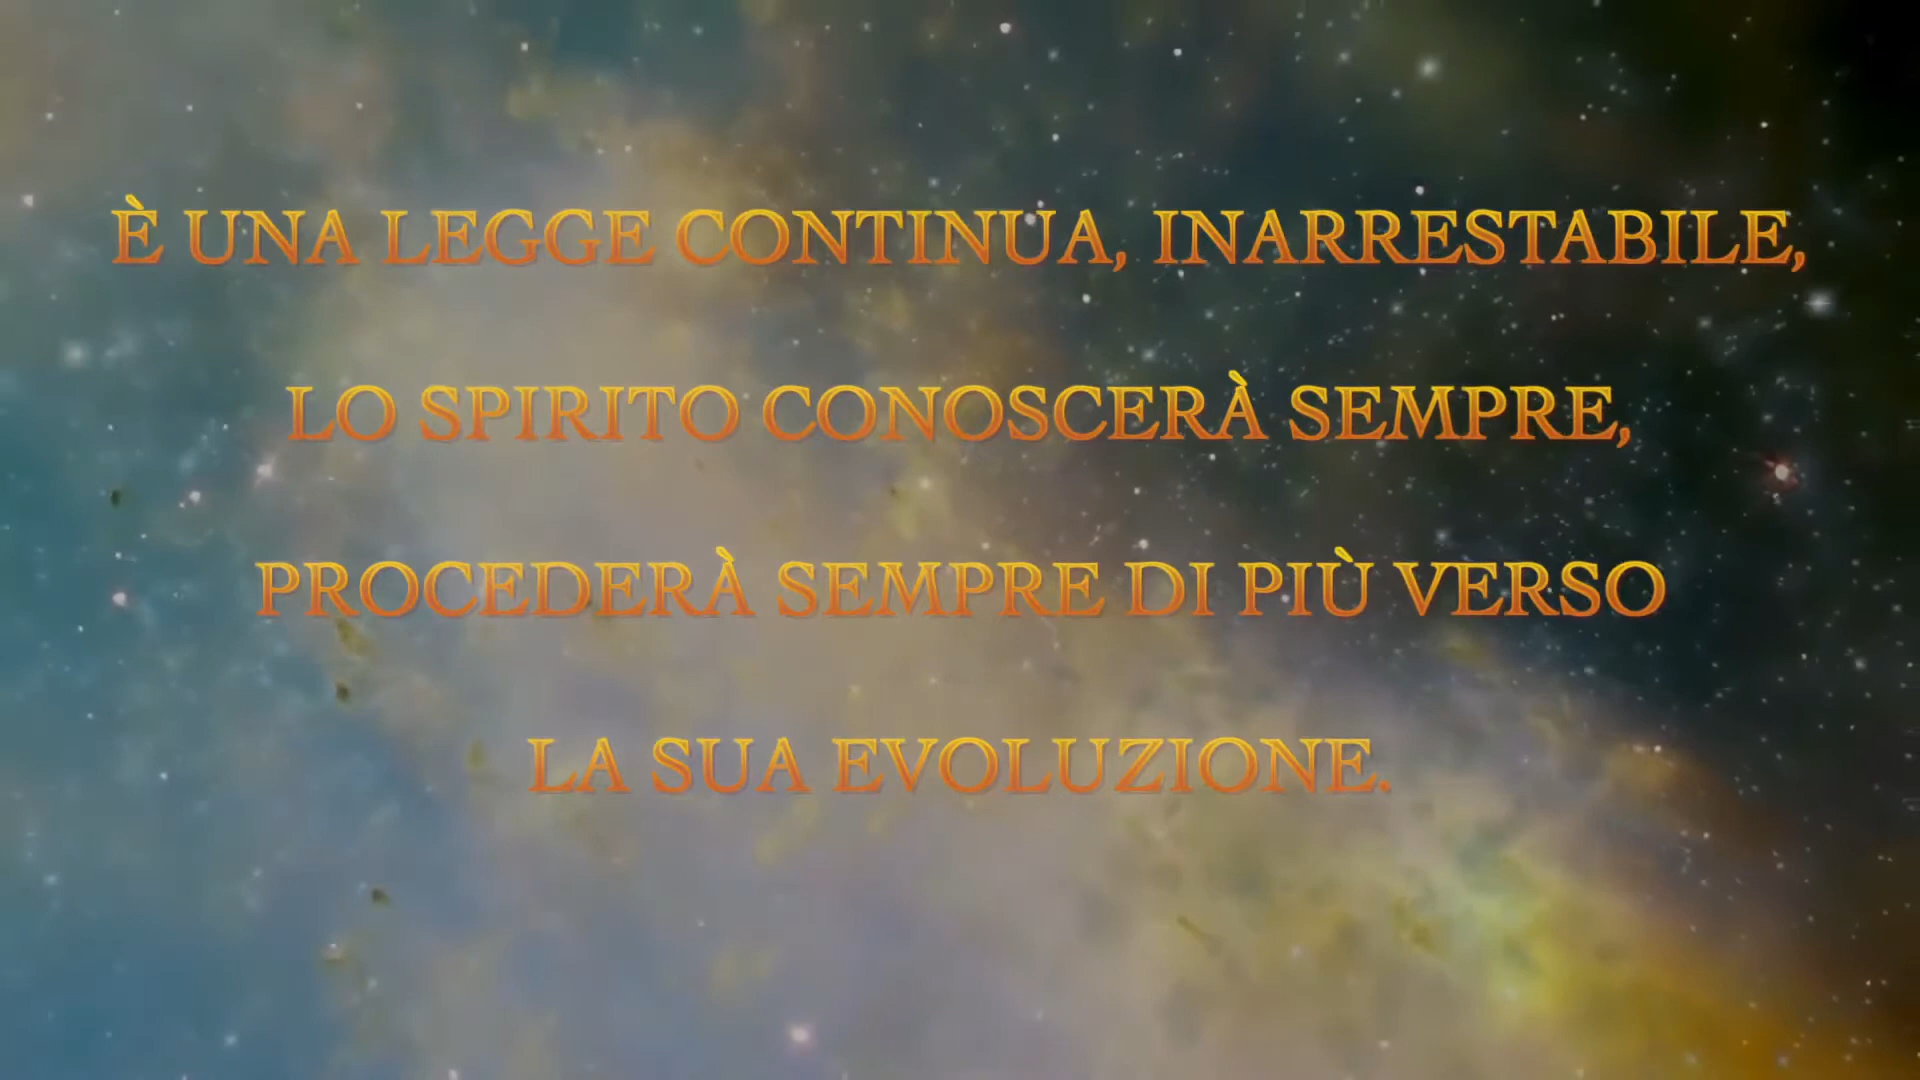 È UNA LEGGE CONTINUA, INARRESTABILE,
LO SPIRITO CONOSCERÀ SEMPRE,
PROCEDERÀ SEMPRE DI PIÙ VERSO
LA SUA EVOLUZIONE.